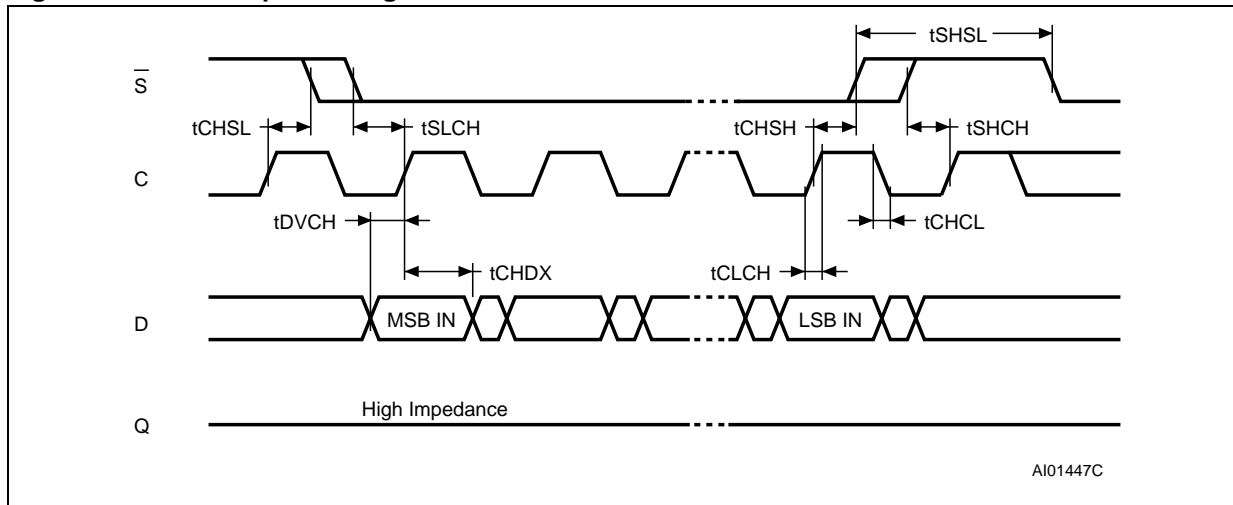 tSHSL
S
tCHSL
tSLCH
tCHSH
tSHCH
C
tDVCH
tCHCL
tCHDX
tCLCH
D
MSB IN
LSB IN
High Impedance
Q
AI01447C